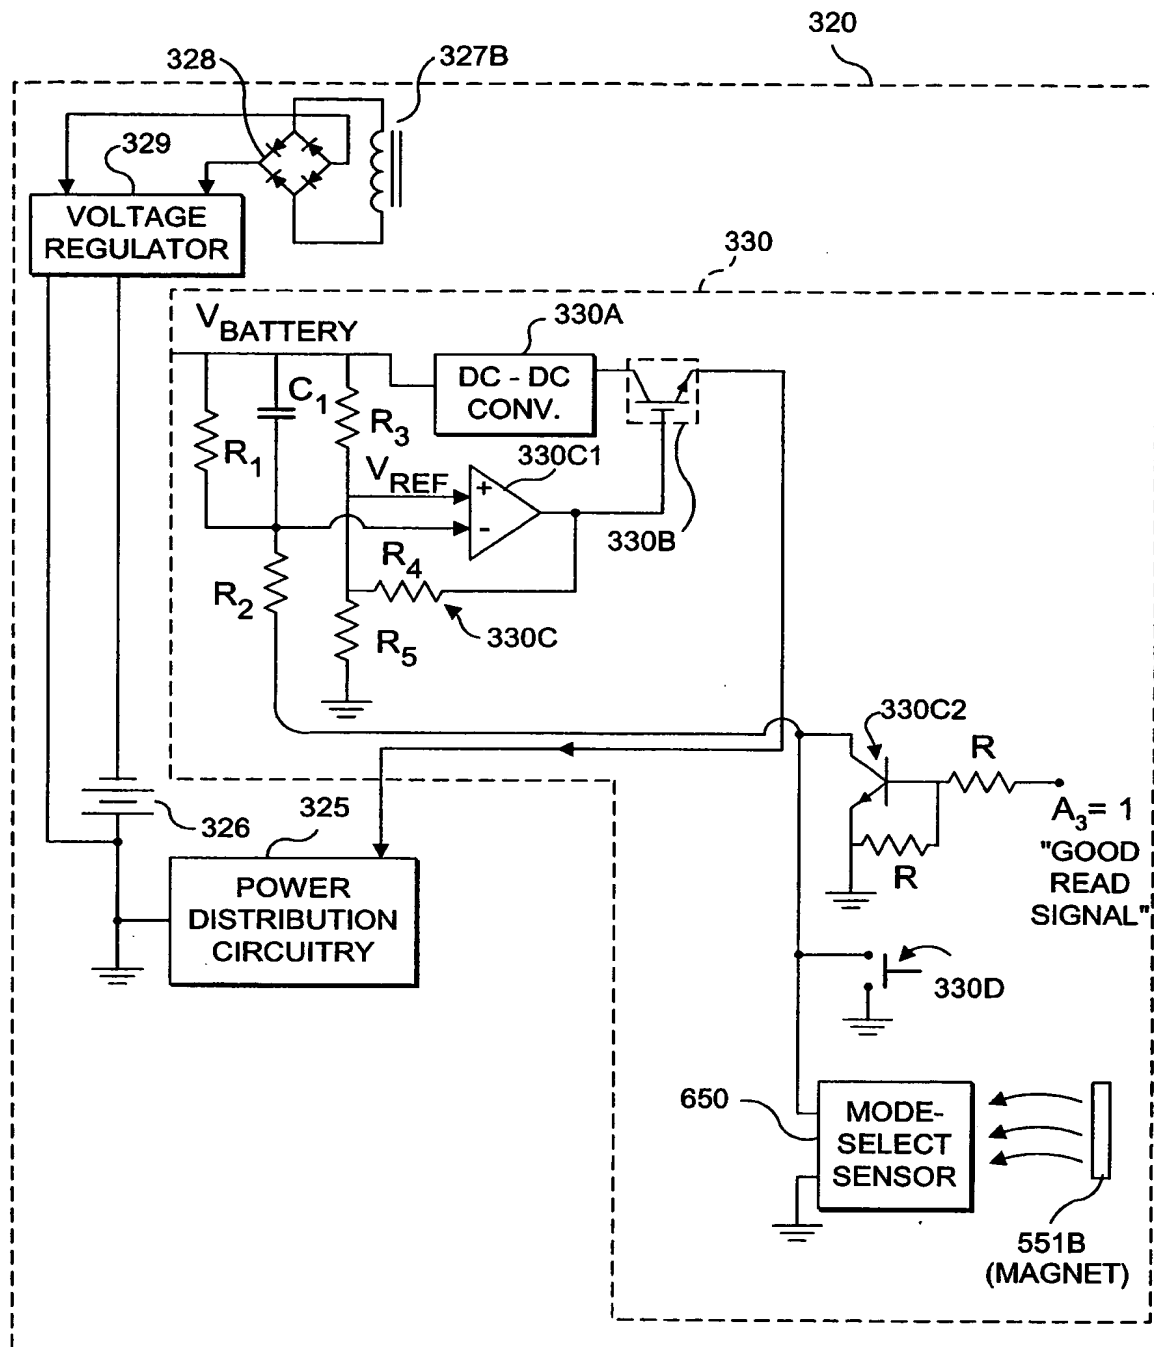 320
328
327B
329
VOLTAGE
REGULATOR
330
V BATTERY
330A
DC - DC
CONV.
C1
R3
R1
330C1
VREF
+
-
330B
R4
R2
330C
R5
330C2
R
A3= 1
"GOOD
READ
SIGNAL"
R
326
325
POWER
DISTRIBUTION
CIRCUITRY
330D
650
MODE-
SELECT
SENSOR
551B
(MAGNET)